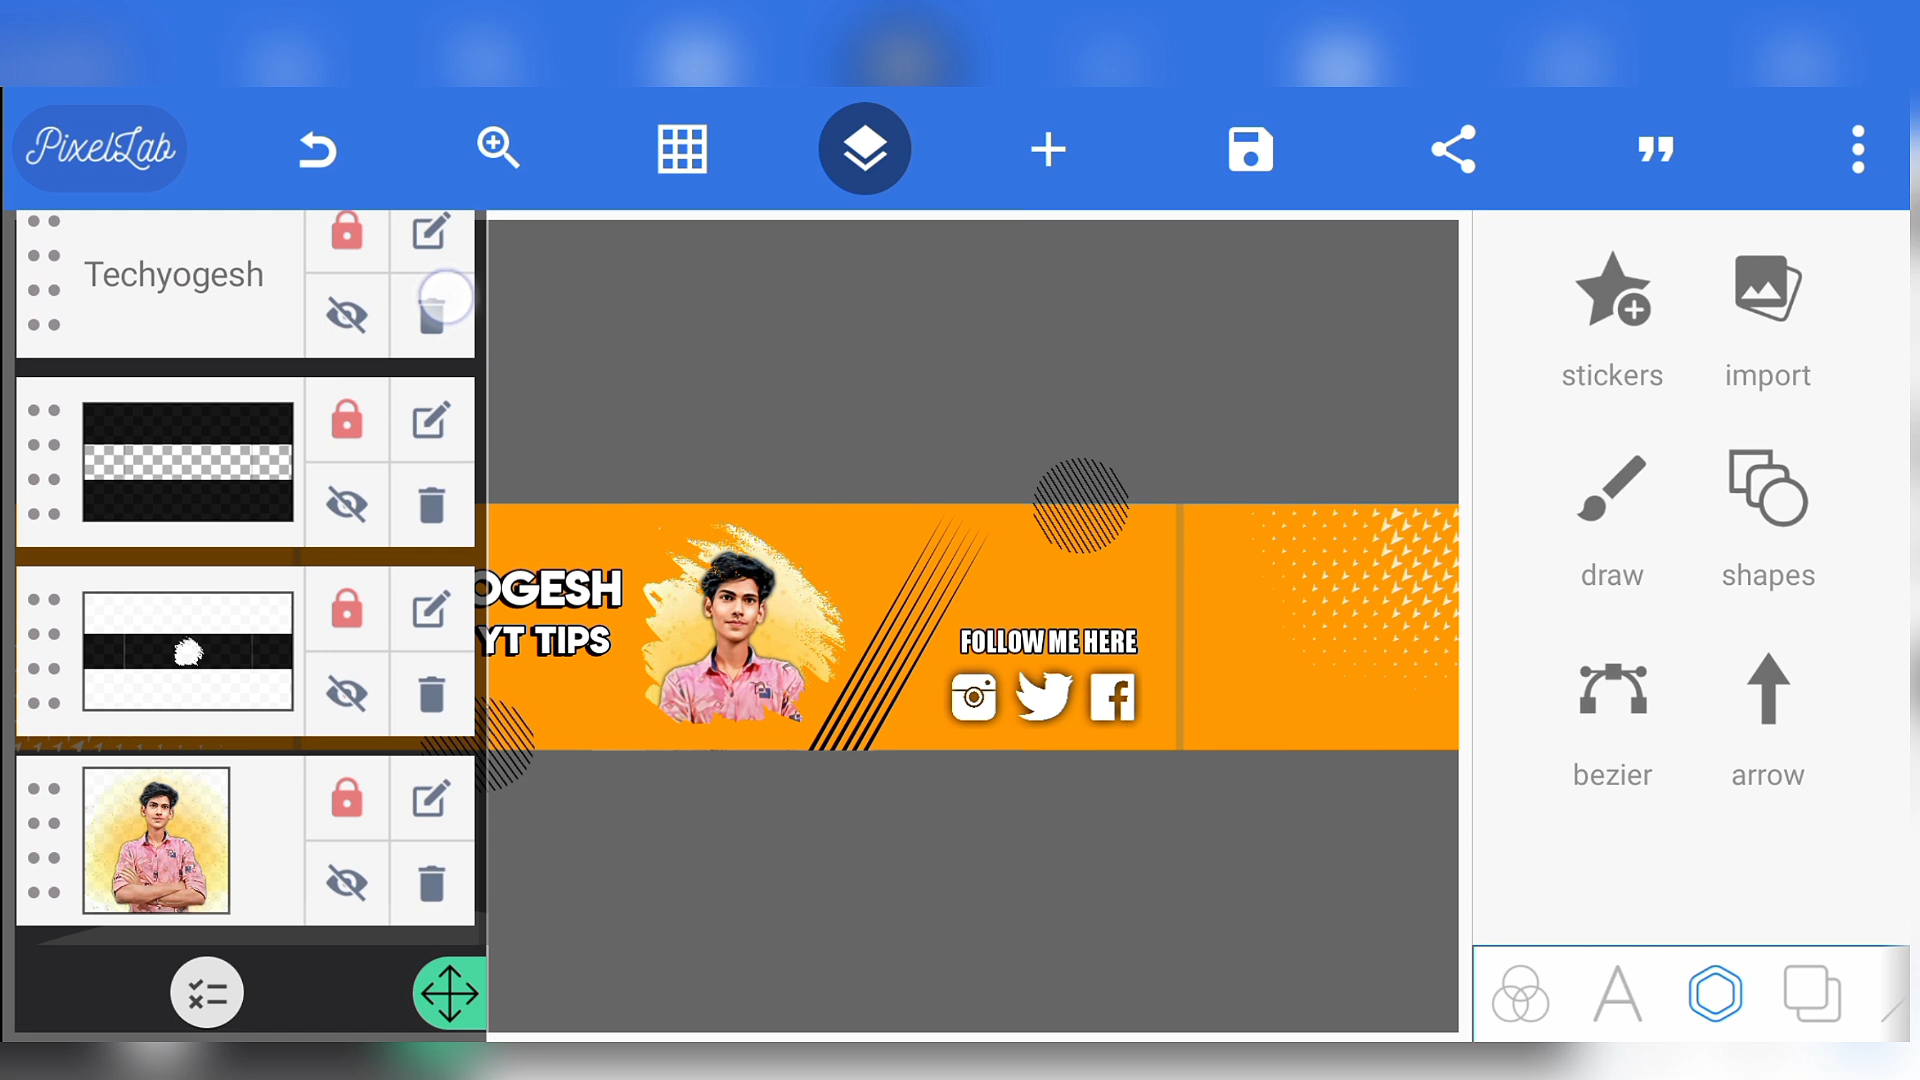 PixelLab
Techyogesh
OGESH
YT TIPS
FOLLOW ME HERE
stickers
import
draw
shapes
bezier
arrow